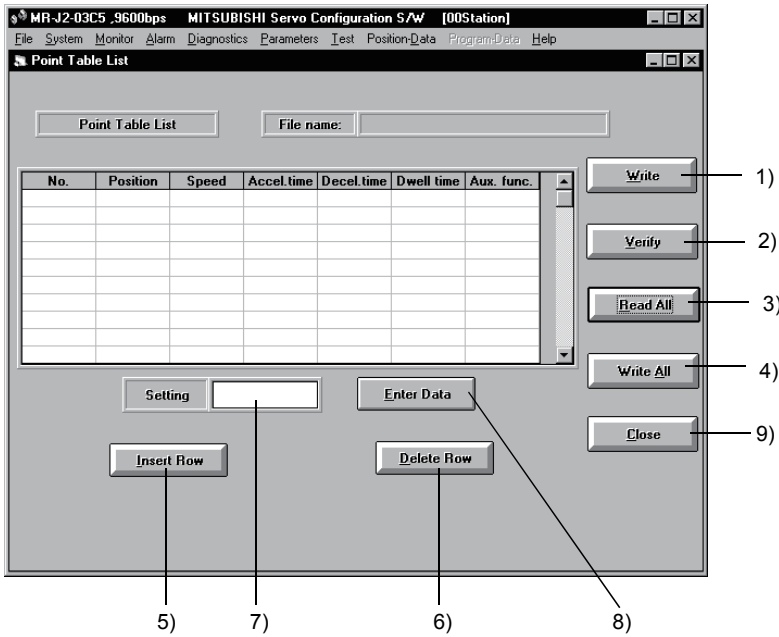 MR-J2-03C5 ,9600bps MITSUBISHI Servo Configuration S/W [00Station]
File System Monitor Alarm Diagnostics Parameters Test Position-Data Program-Data Help
Point Table List
Point Table List File name:
No. Position Speed Accel.time Decel.time Dwell time Aux. func.
Write 1)
Verify 2)
Read All 3)
Write All 4)
Setting Enter Data
Close 9)
Insert Row Delete Row
5) 7) 6) 8)